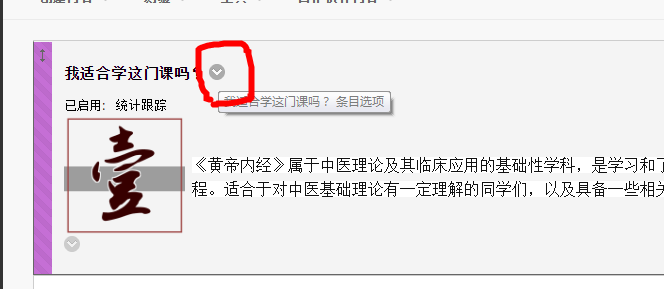 我适合学这门课吗?
我适合学这门课吗? 条目选项
已启用: 统计跟踪
壹
《黄帝内经》属于中医理论及其临床应用的基础性学科,是学习和了
程。适合于对中医基础理论有一定理解的同学们,以及具备一些相关